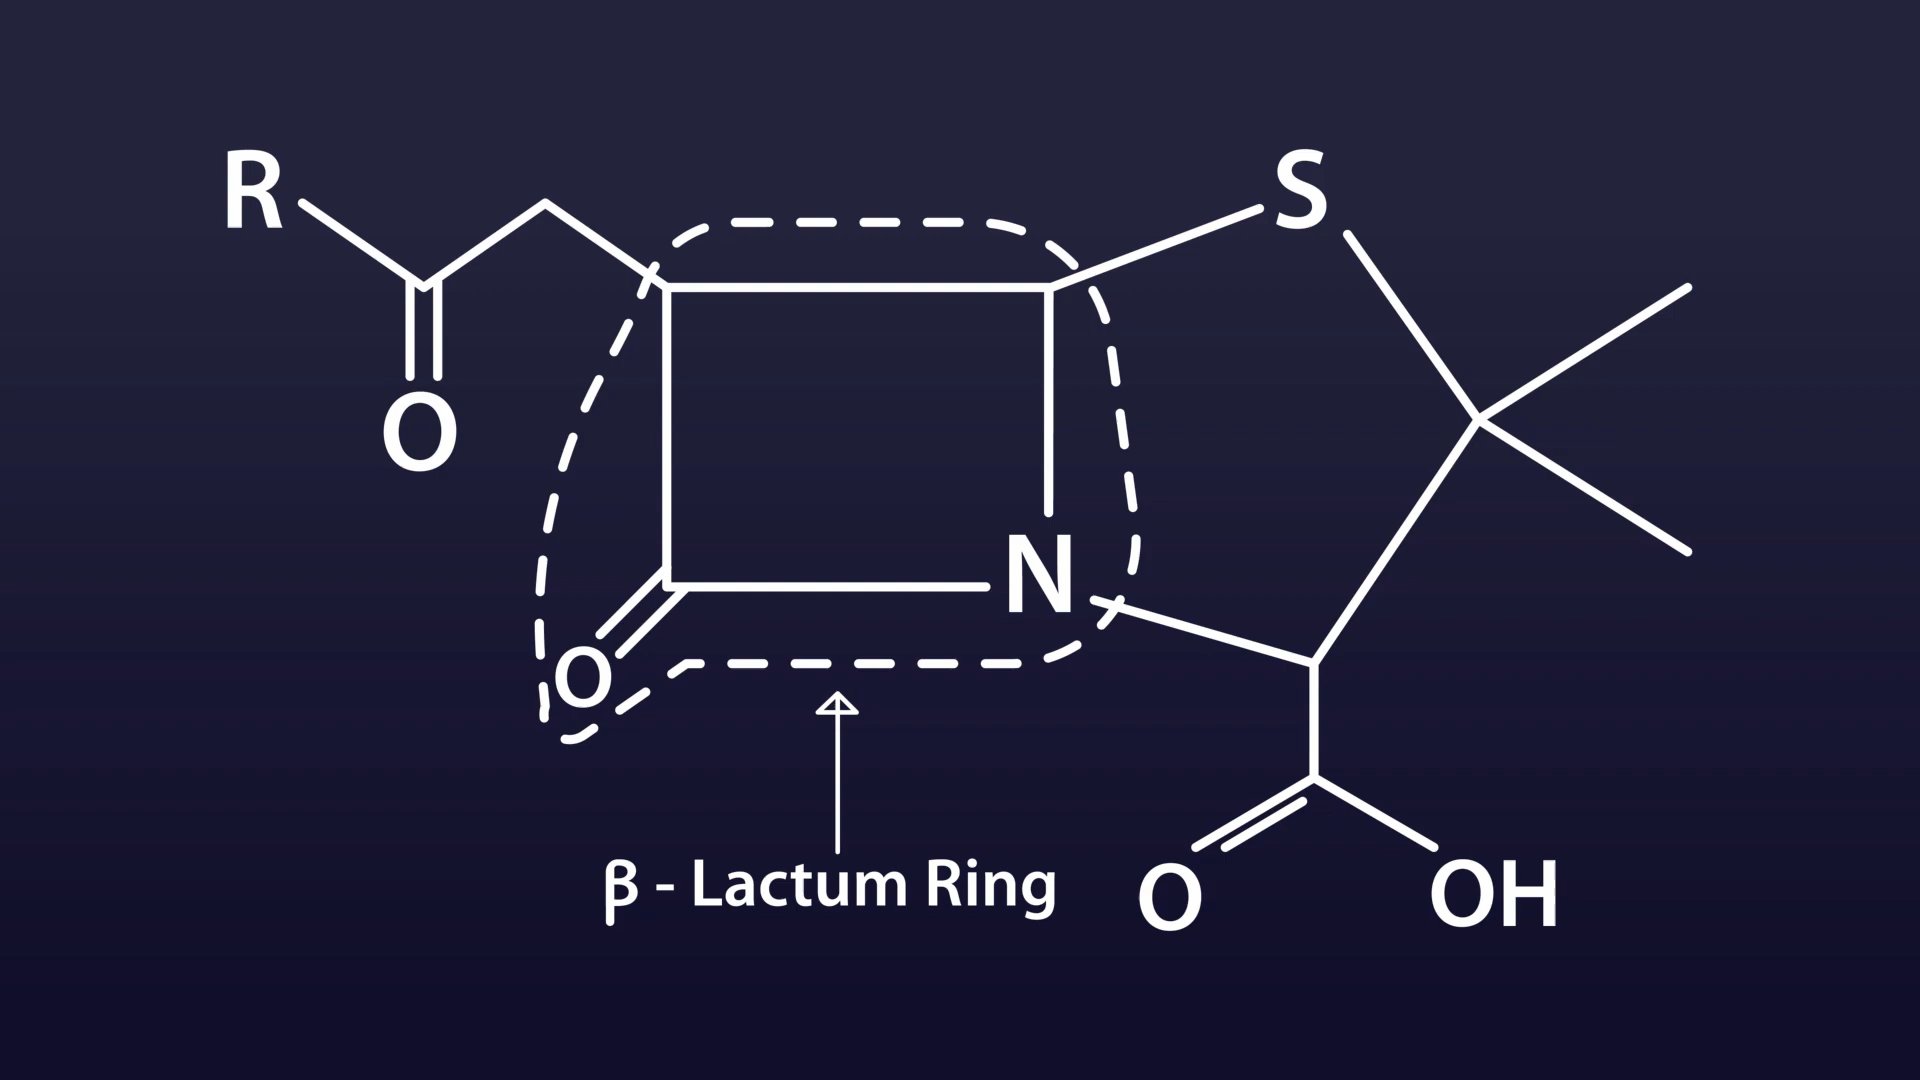 R
S
O
N
O
β - Lactum Ring
O
OH